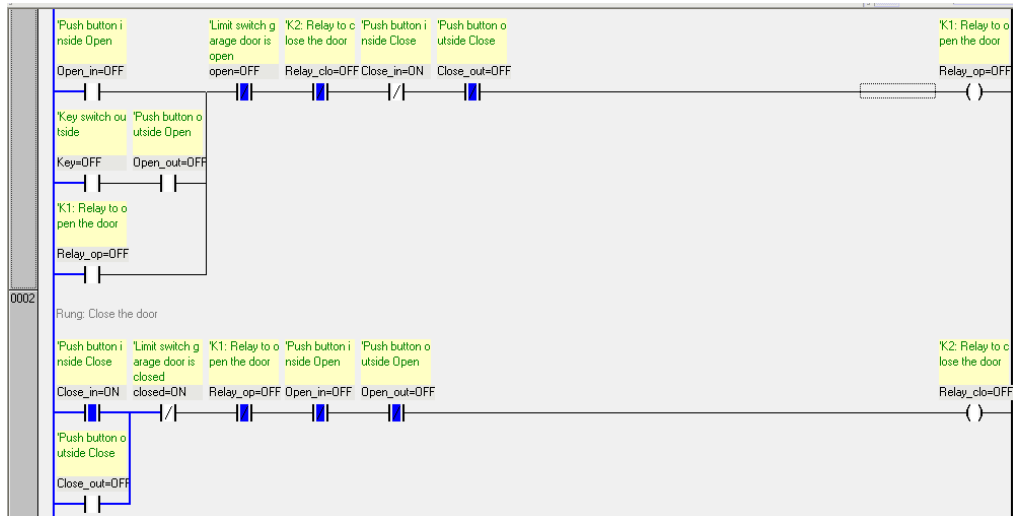 'Push button i 'Limit switch g 'K2: Relay to c 'Push button i 'Push button o 'K1: Relay to o
nside Open arage door is lose the door nside Close utside Close pen the door
open
Open_in=OFF open=OFF Relay_clo=OFF Close_in=ON Close_out=OFF Relay_op=OFF
'Key switch ou 'Push button o
tside utside Open
Key=OFF Open_out=OFF
'K1: Relay to o
pen the door
Relay_op=OFF
0002
Rung: Close the door
'Push button i 'Limit switch g 'K1: Relay to o 'Push button i 'Push button o 'K2: Relay to c
nside Close arage door is pen the door nside Open utside Open lose the door
closed
Close_in=ON closed=ON Relay_op=OFF Open_in=OFF Open_out=OFF Relay_clo=OFF
'Push button o
utside Close
Close_out=OFF